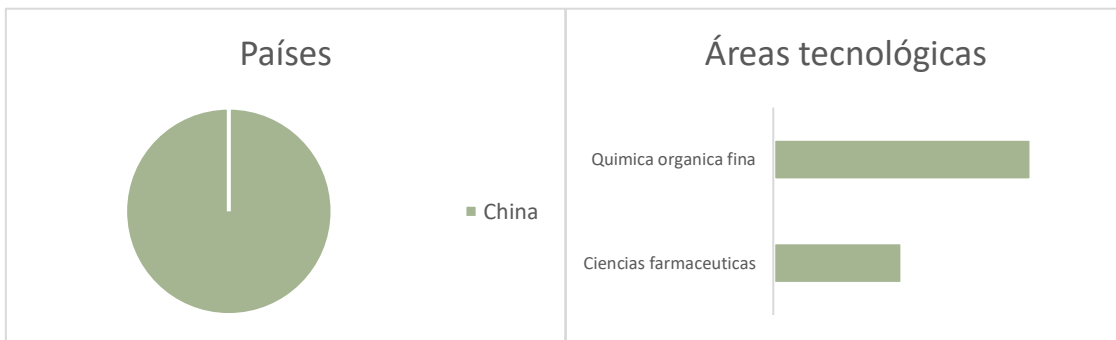 Países
China
Áreas tecnológicas
Quimica organica fina
Ciencias farmaceuticas